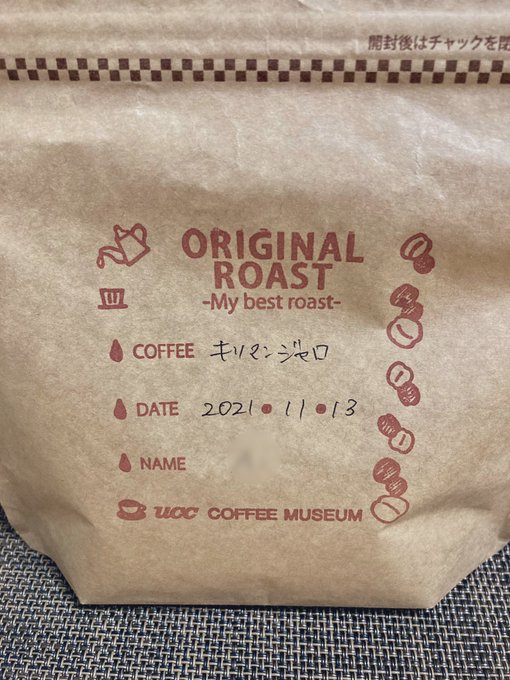 開封後はチャックを閉
ORIGINAL
ROAST
-My best roast-
COFFEE キリマンジャロ
DATE 2021・11・13
NAME
UCC COFFEE MUSEUM